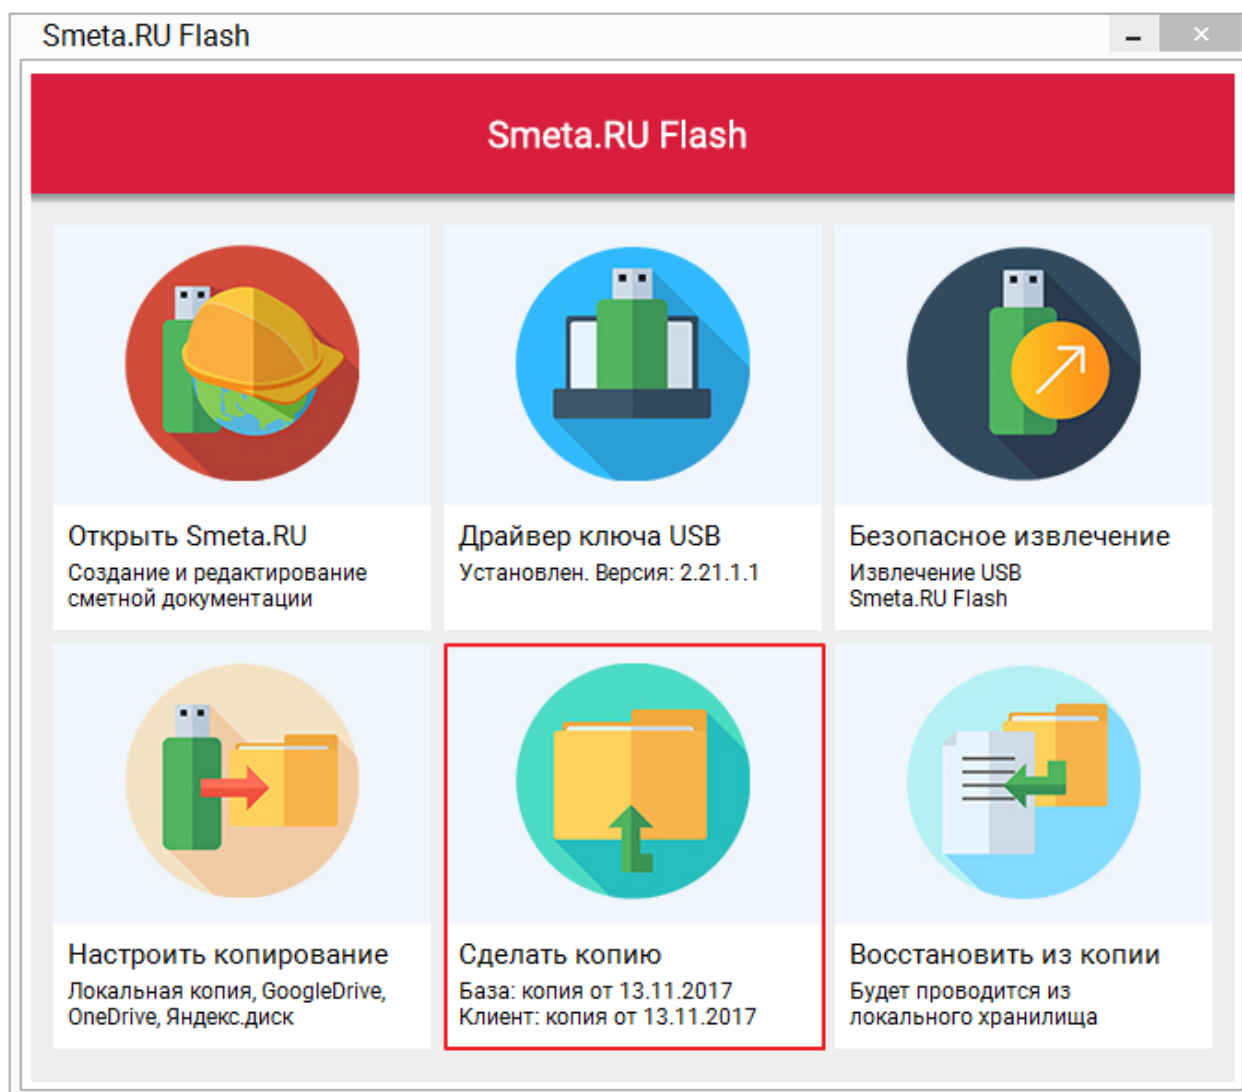 Smeta.RU Flash
Smeta.RU Flash
Открыть Smeta.RU
Создание и редактирование
сметной документации
Драйвер ключа USB
Установлен. Версия: 2.21.1.1
Безопасное извлечение
Извлечение USB
Smeta.RU Flash
Настроить копирование
Локальная копия, GoogleDrive,
OneDrive, Яндекс.диск
Сделать копию
База: копия от 13.11.2017
Клиент: копия от 13.11.2017
Восстановить из копии
Будет проводится из
локального хранилища